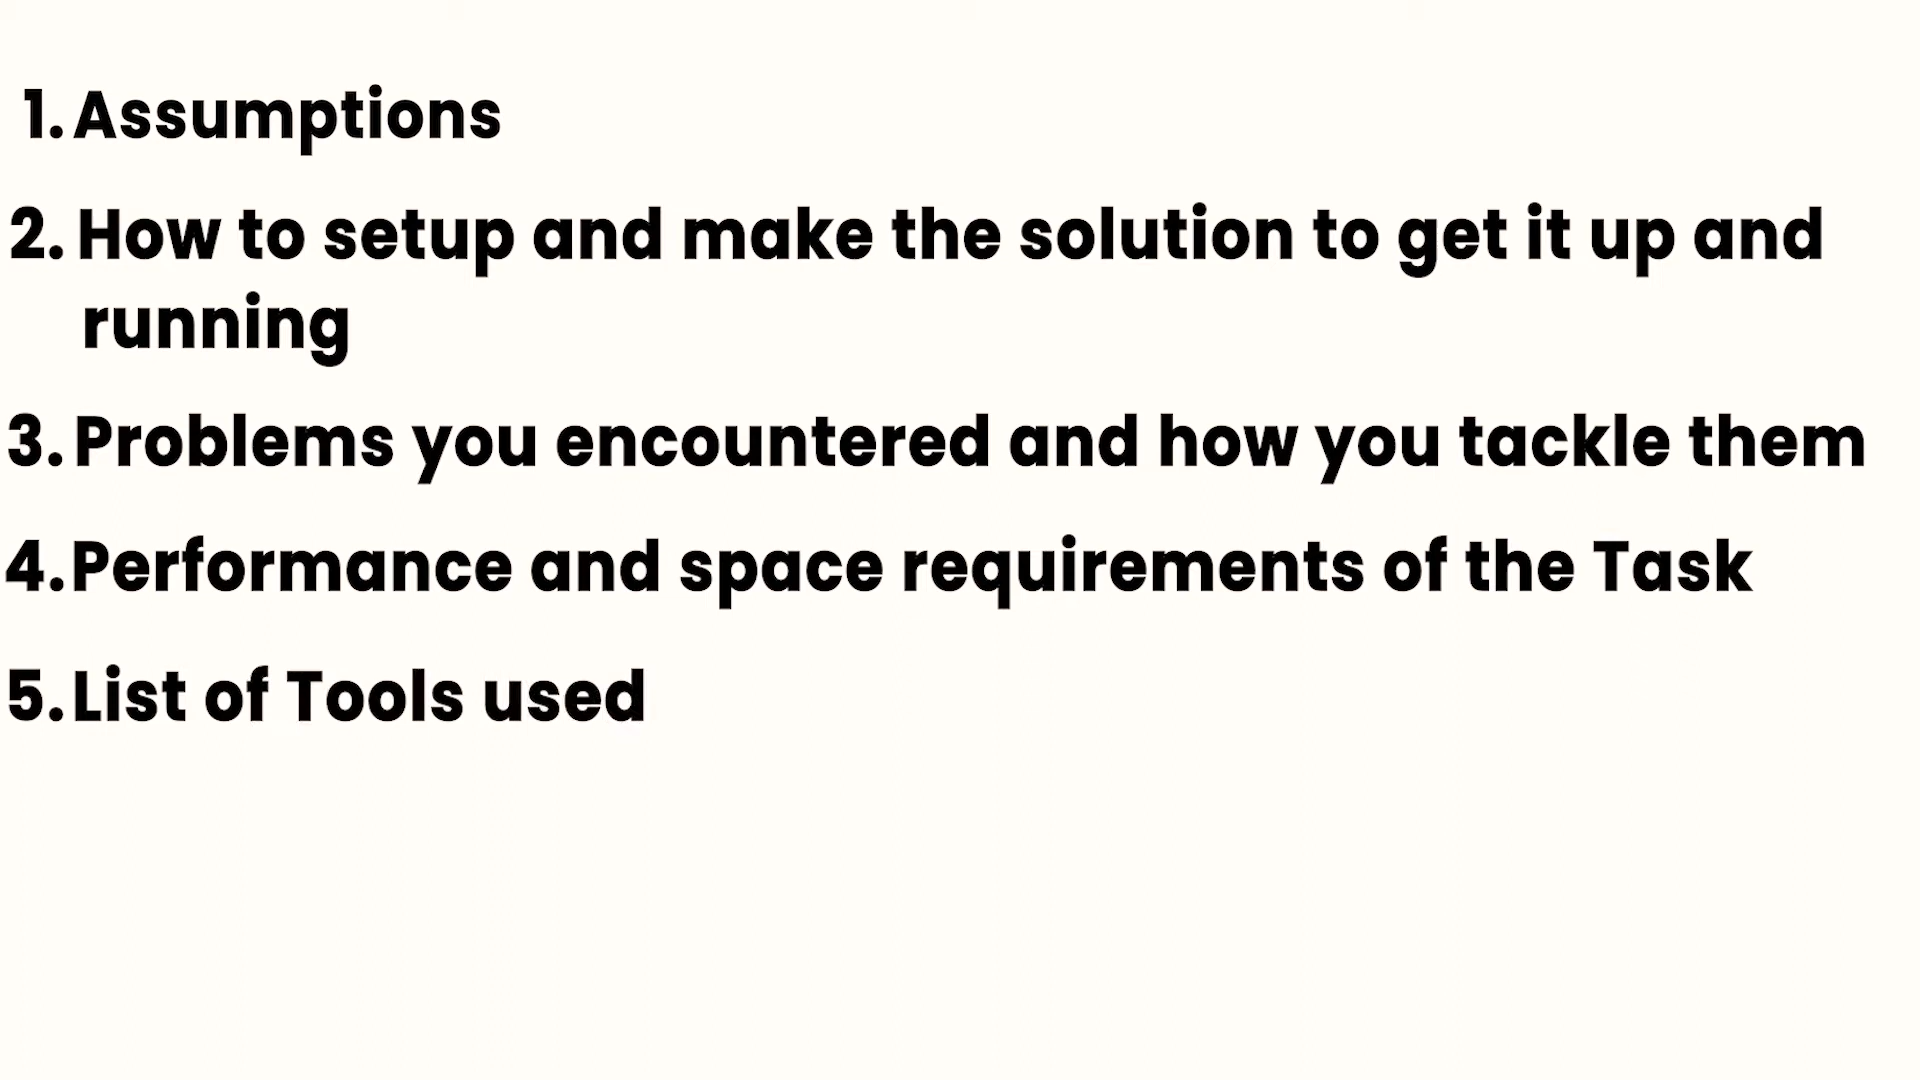 1. Assumptions
2. How to setup and make the solution to get it up and
running
3. Problems you encountered and how you tackle them
4. Performance and space requirements of the Task
5. List of Tools used